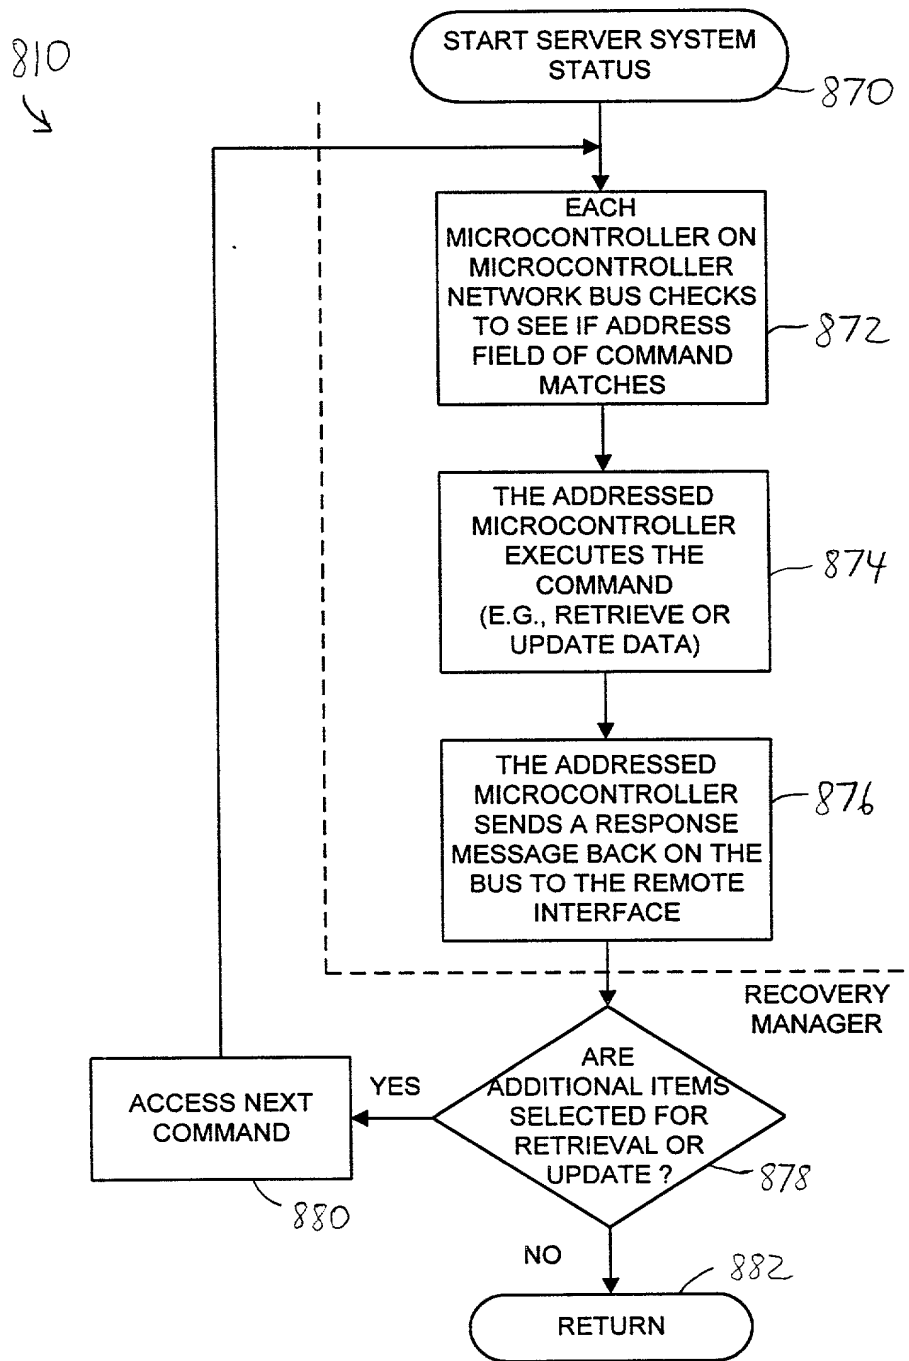 810
START SERVER SYSTEM
STATUS
870
EACH
MICROCONTROLLER ON
MICROCONTROLLER
NETWORK BUS CHECKS
TO SEE IF ADDRESS
FIELD OF COMMAND
MATCHES
872
THE ADDRESSED
MICROCONTROLLER
EXECUTES THE
COMMAND
(E.G., RETRIEVE OR
UPDATE DATA)
874
THE ADDRESSED
MICROCONTROLLER
SENDS A RESPONSE
MESSAGE BACK ON THE
BUS TO THE REMOTE
INTERFACE
876
RECOVERY
MANAGER
ARE
ADDITIONAL ITEMS
SELECTED FOR
RETRIEVAL OR
UPDATE ?
878
YES
ACCESS NEXT
COMMAND
880
NO
882
RETURN